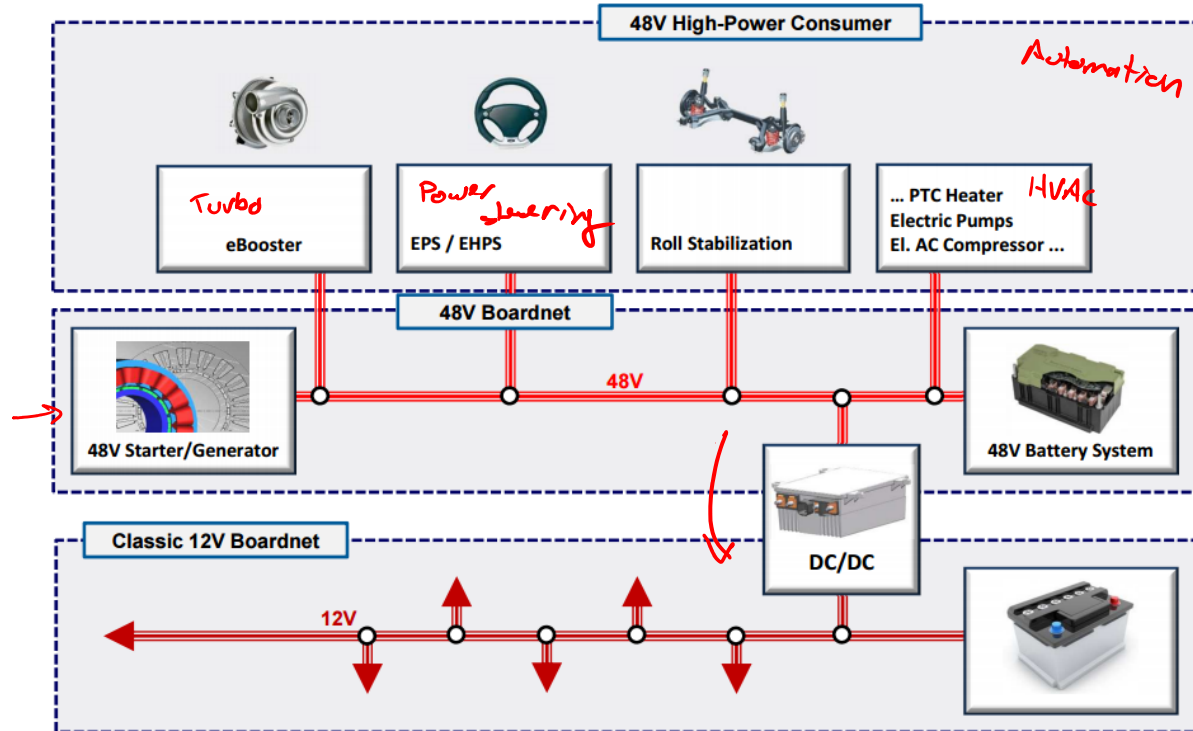 48V High-Power Consumer
Automation
Turbo
eBooster
Power
steering
EPS / EHPS
Roll Stabilization
HVAC
... PTC Heater
Electric Pumps
El. AC Compressor ...
48V Boardnet
48V
48V Starter/Generator
48V Battery System
DC/DC
Classic 12V Boardnet
12V